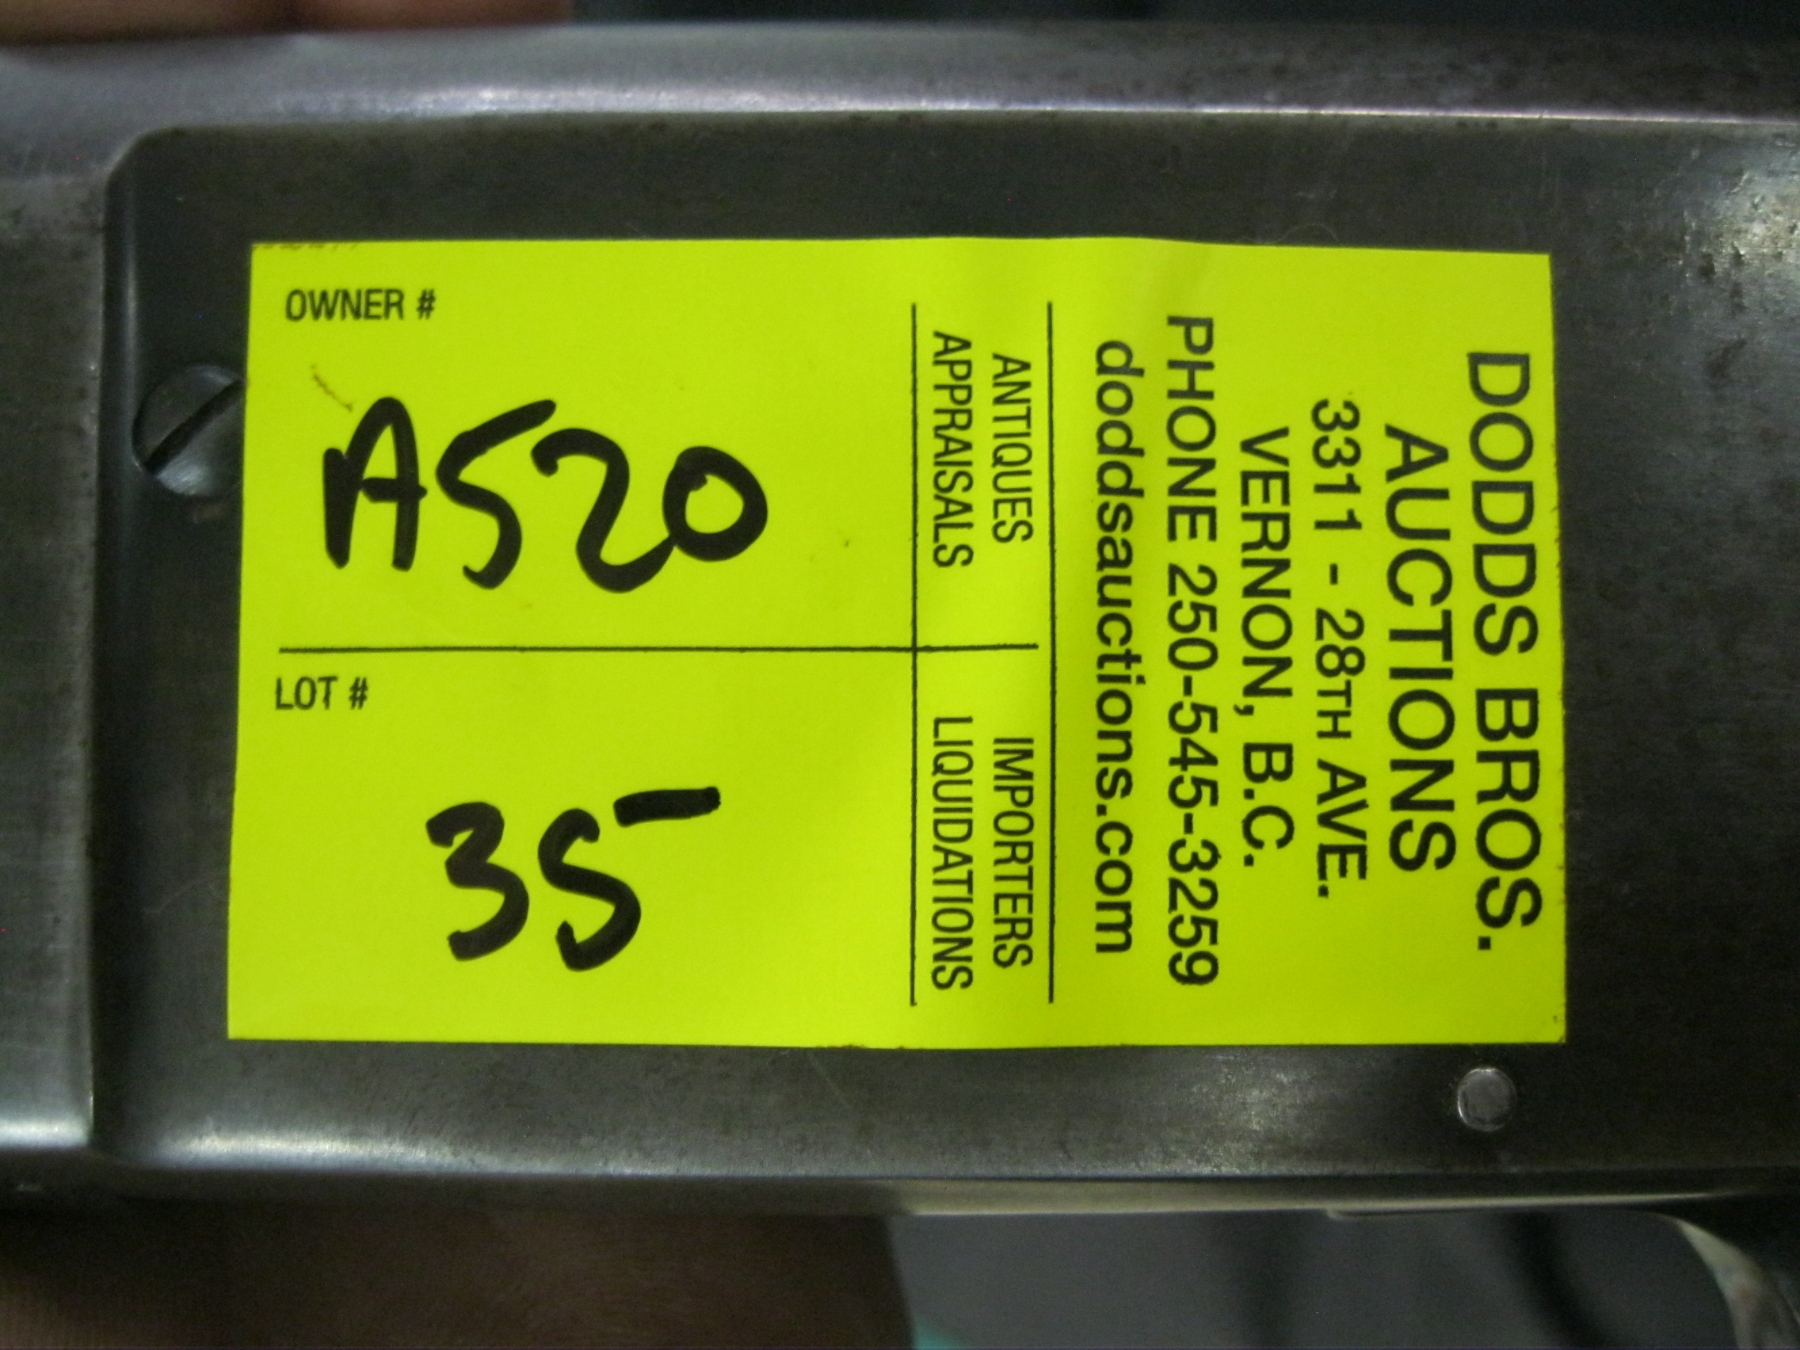 DODDS BROS.
AUCTIONS
3311 - 28TH AVE.
VERNON, B.C.
PHONE 250-545-3259
doddsauctions.com
ANTIQUES IMPORTERS
APPRAISALS LIQUIDATIONS
OWNER #
A520
LOT #
35